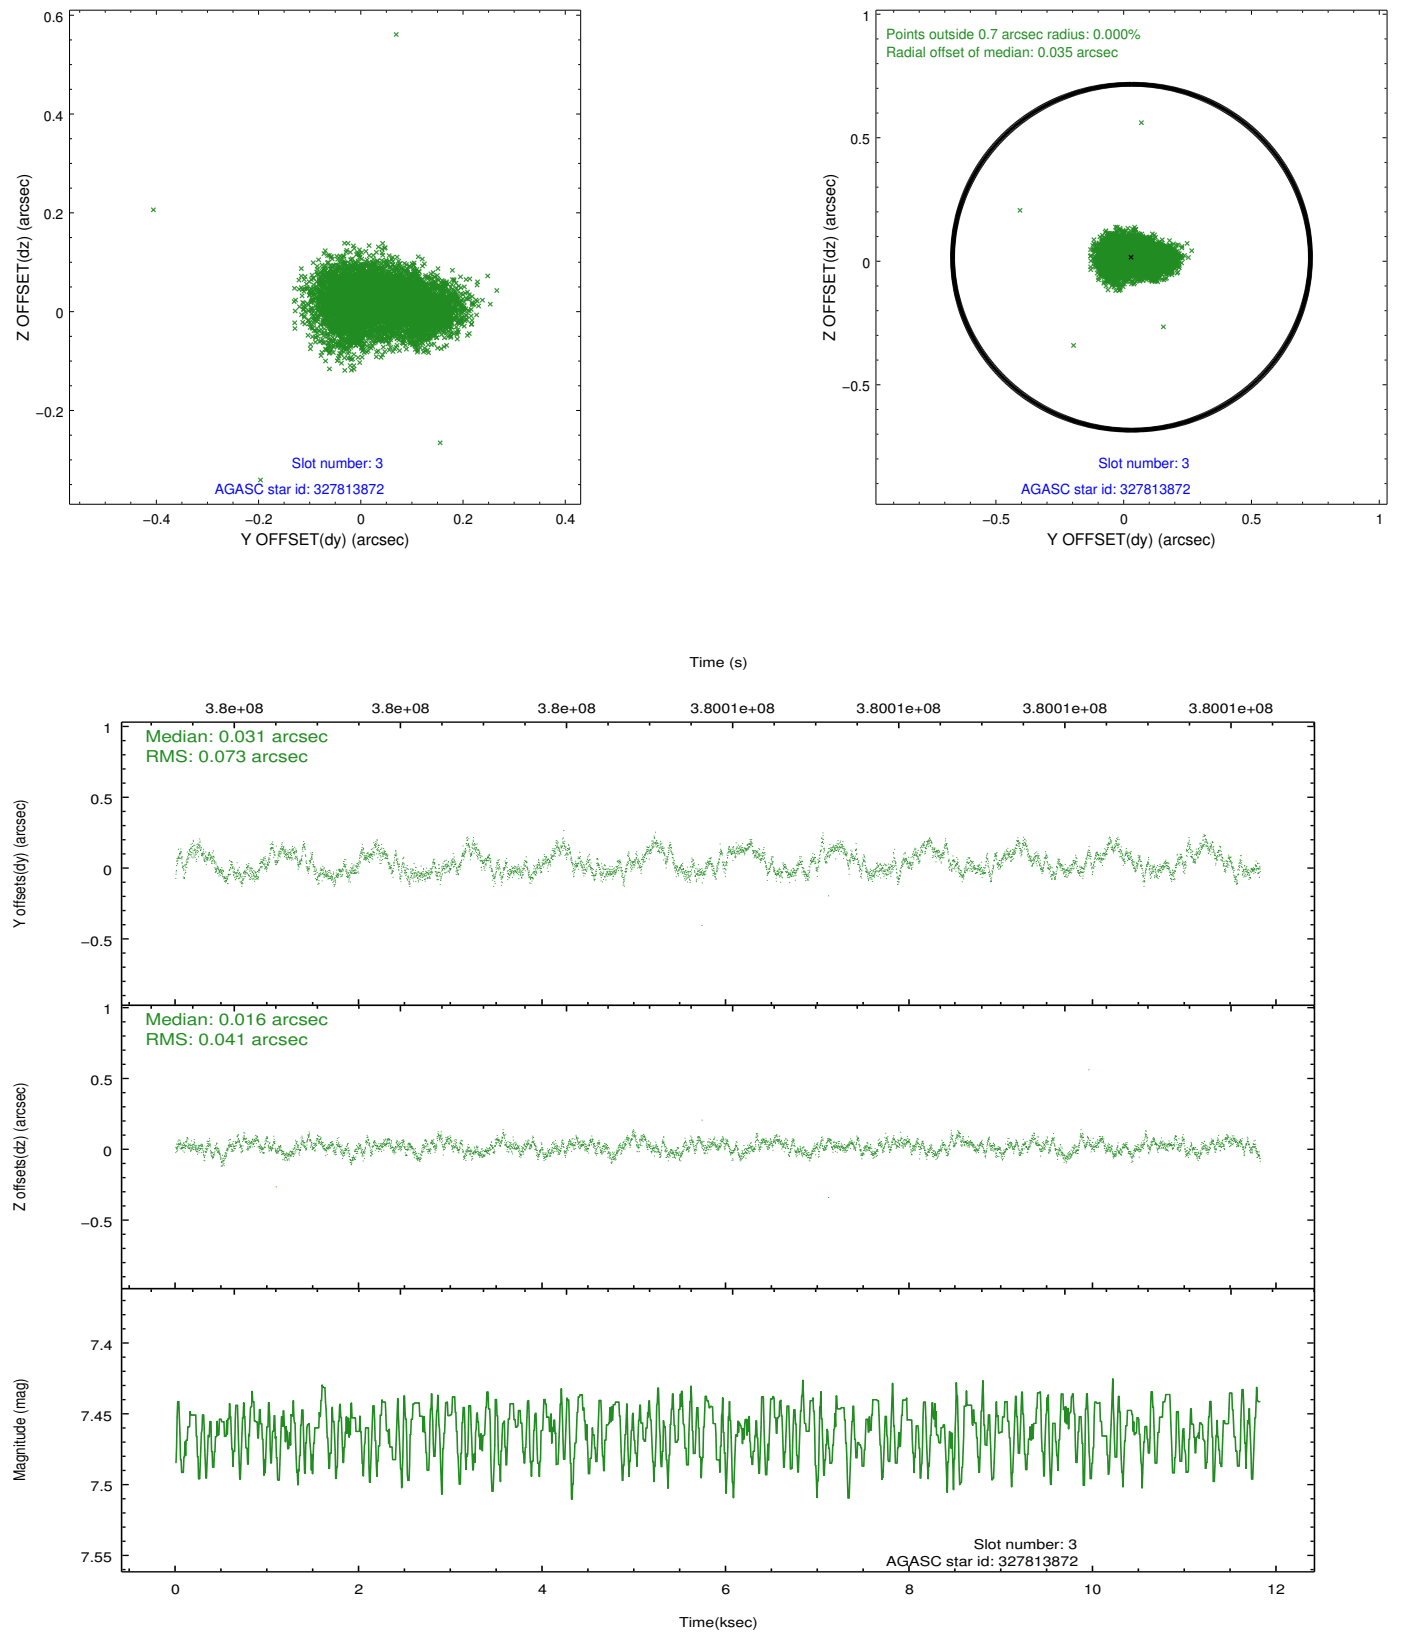 0.6
0.4
0.2
0
−0.2
−0.4
−0.2
0
0.2
0.4
Z OFFSET(dz) (arcsec)
Y OFFSET(dy) (arcsec)
Slot number: 3
AGASC star id: 327813872
Points outside 0.7 arcsec radius: 0.000%
Radial offset of median: 0.035 arcsec
1
0.5
0
−0.5
−0.5
0
0.5
1
Z OFFSET(dz) (arcsec)
Y OFFSET(dy) (arcsec)
Slot number: 3
AGASC star id: 327813872
Time (s)
3.8e+08 3.8e+08 3.8e+08 3.8001e+08 3.8001e+08 3.8001e+08 3.8001e+08
Median: 0.031 arcsec
RMS: 0.073 arcsec
1
0.5
0
−0.5
Y offsets(dy) (arcsec)
Median: 0.016 arcsec
RMS: 0.041 arcsec
1
0.5
0
−0.5
Z offsets(dz) (arcsec)
7.4
7.45
7.5
7.55
Magnitude (mag)
Slot number: 3
AGASC star id: 327813872
0 2 4 6 8 10 12
Time(ksec)